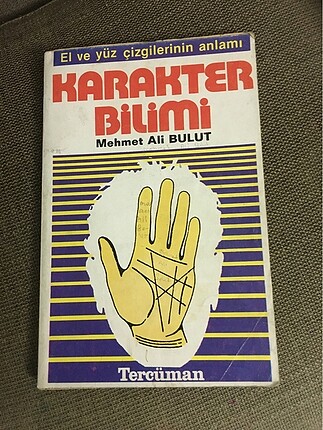 El ve yüz çizgilerinin anlamı
KARAKTER
BİLİMİ
Mehmet Ali BULUT
Tercüman